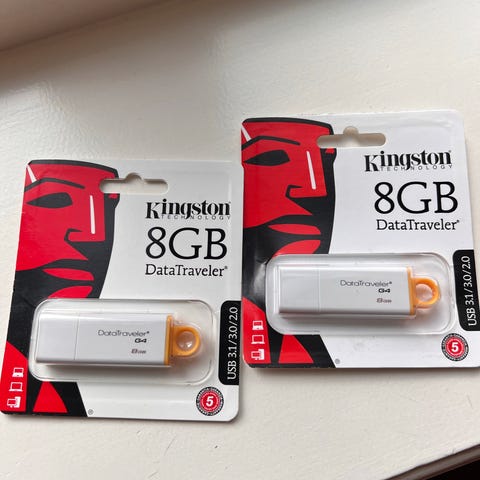 Kingston
TECHNOLOGY
8GB
DataTraveler®
DataTraveler®
G4
8GB
USB 3.1/3.0/2.0
5
Kingston
TECHNOLOGY
8GB
DataTraveler®
DataTraveler®
G4
8GB
USB 3.1/3.0/2.0
5